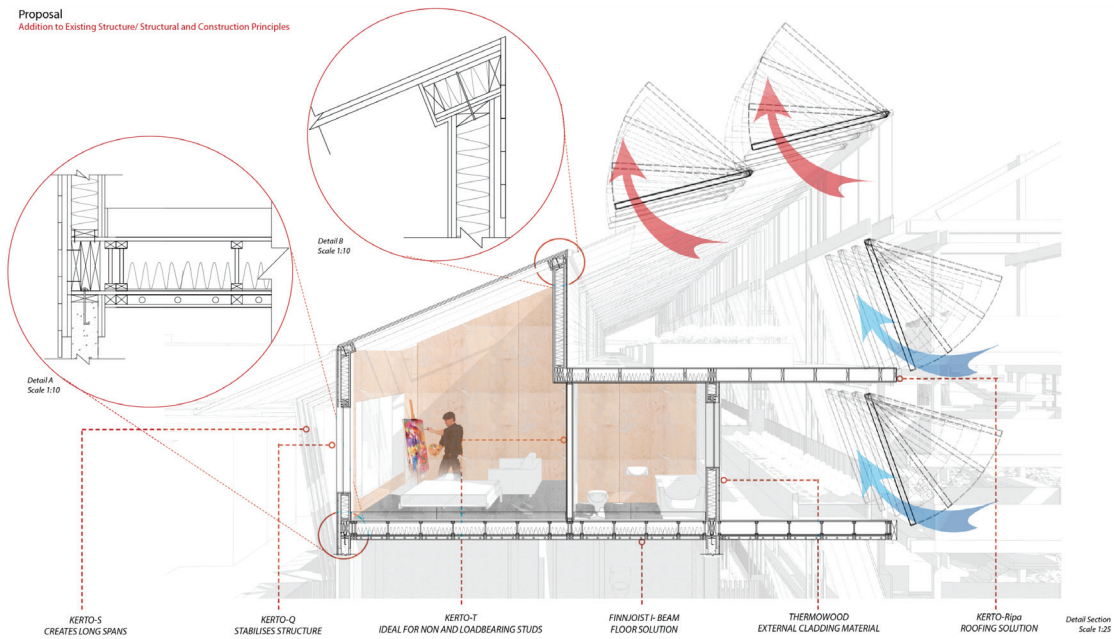 Proposal
Addition to Existing Structure/ Structural and Construction Principles
Detail B
Scale 1:10
Detail A
Scale 1:10
KERTO-S
CREATES LONG SPANS
KERTO-Q
STABILISES STRUCTURE
KERTO-T
IDEAL FOR NON AND LOADBEARING STUDS
FINNJOIST I- BEAM
FLOOR SOLUTION
THERMOWOOD
EXTERNAL CLADDING MATERIAL
KERTO-Ripa
ROOFING SOLUTION
Detail Section
Scale 1:25